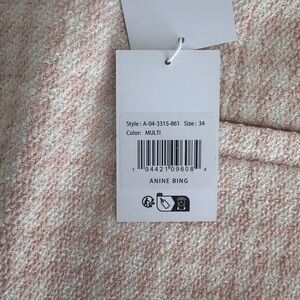 Style : A-04-3315-861 Size : 34
Color: MULTI
1 94421 09608 4
ANINE BING